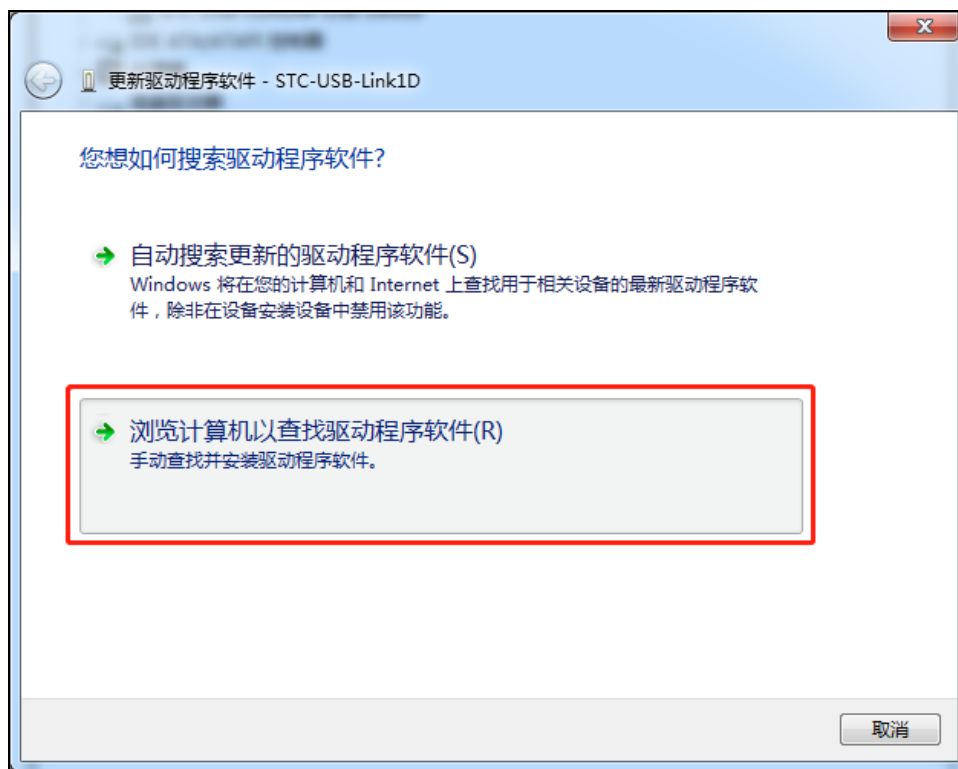 更新驱动程序软件 - STC-USB-Link1D
您想如何搜索驱动程序软件?
自动搜索更新的驱动程序软件(S)
Windows 将在您的计算机和 Internet 上查找用于相关设备的最新驱动程序软
件，除非在设备安装设备中禁用该功能。
浏览计算机以查找驱动程序软件(R)
手动查找并安装驱动程序软件。
取消